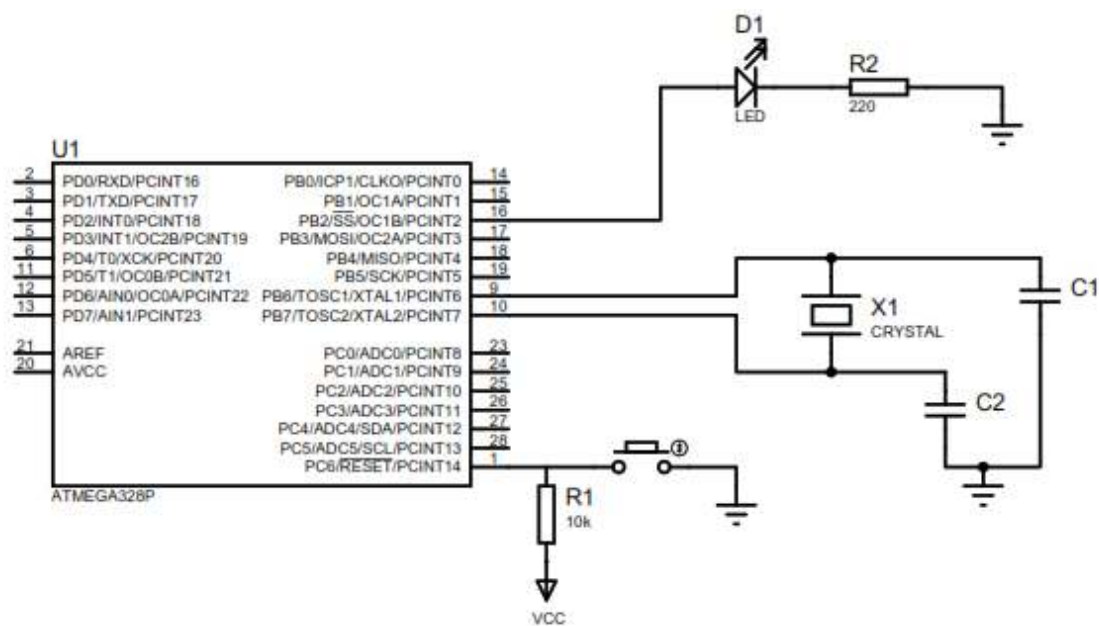 D1
R2
LED
220
U1
2 PD0/RXD/PCINT16 PB0/ICP1/CLKO/PCINT0 14
3 PD1/TXD/PCINT17 PB1/OC1A/PCINT1 15
4 PD2/INT0/PCINT18 PB2/SS/OC1B/PCINT2 16
5 PD3/INT1/OC2B/PCINT19 PB3/MOSI/OC2A/PCINT3 17
6 PD4/T0/XCK/PCINT20 PB4/MISO/PCINT4 18
11 PD5/T1/OC0B/PCINT21 PB5/SCK/PCINT5 19
12 PD6/AIN0/OC0A/PCINT22 PB6/TOSC1/XTAL1/PCINT6 9
13 PD7/AIN1/PCINT23 PB7/TOSC2/XTAL2/PCINT7 10
21 AREF PC0/ADC0/PCINT8 23
20 AVCC PC1/ADC1/PCINT9 24
PC2/ADC2/PCINT10 25
PC3/ADC3/PCINT11 26
PC4/ADC4/SDA/PCINT12 27
PC5/ADC5/SCL/PCINT13 28
PC6/RESET/PCINT14 1
ATMEGA328P
X1
CRYSTAL
C1
C2
R1
10k
VCC